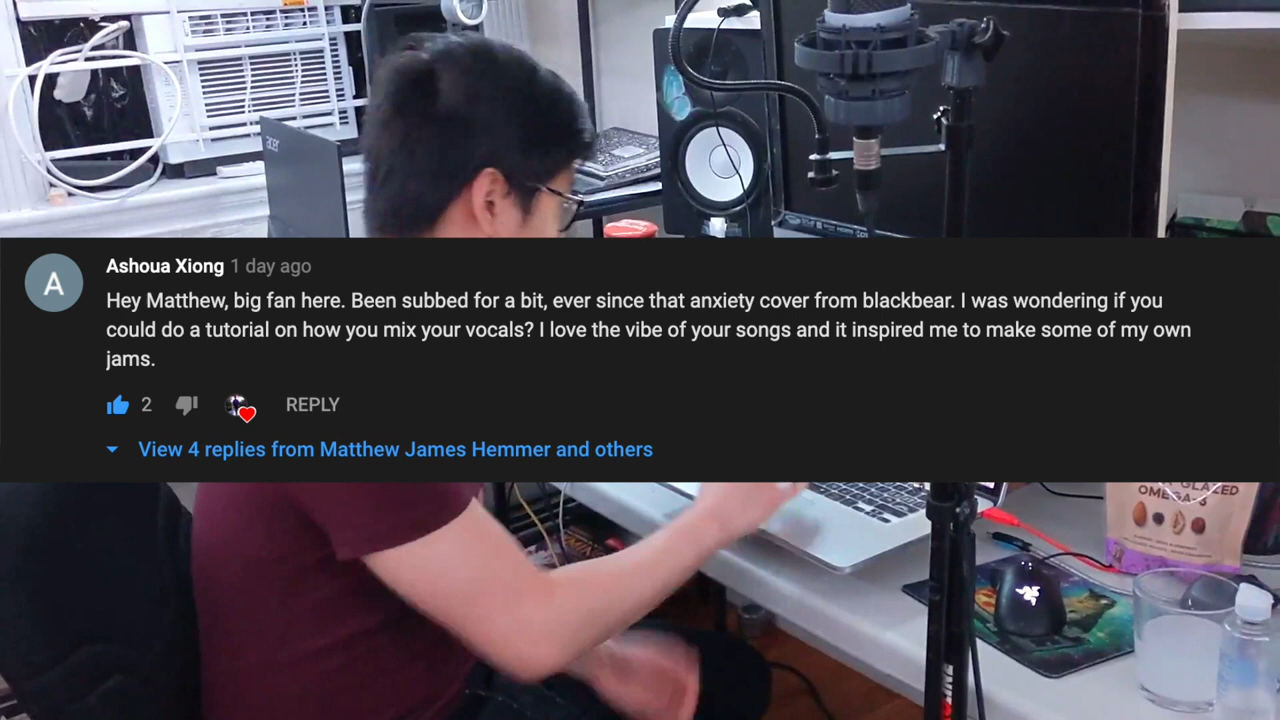 acer
Ashoua Xiong 1 day ago
Hey Matthew, big fan here. Been subbed for a bit, ever since that anxiety cover from blackbear. I was wondering if you
could do a tutorial on how you mix your vocals? I love the vibe of your songs and it inspired me to make some of my own
jams.
2
REPLY
View 4 replies from Matthew James Hemmer and others
GLAZED
OMEGA-3